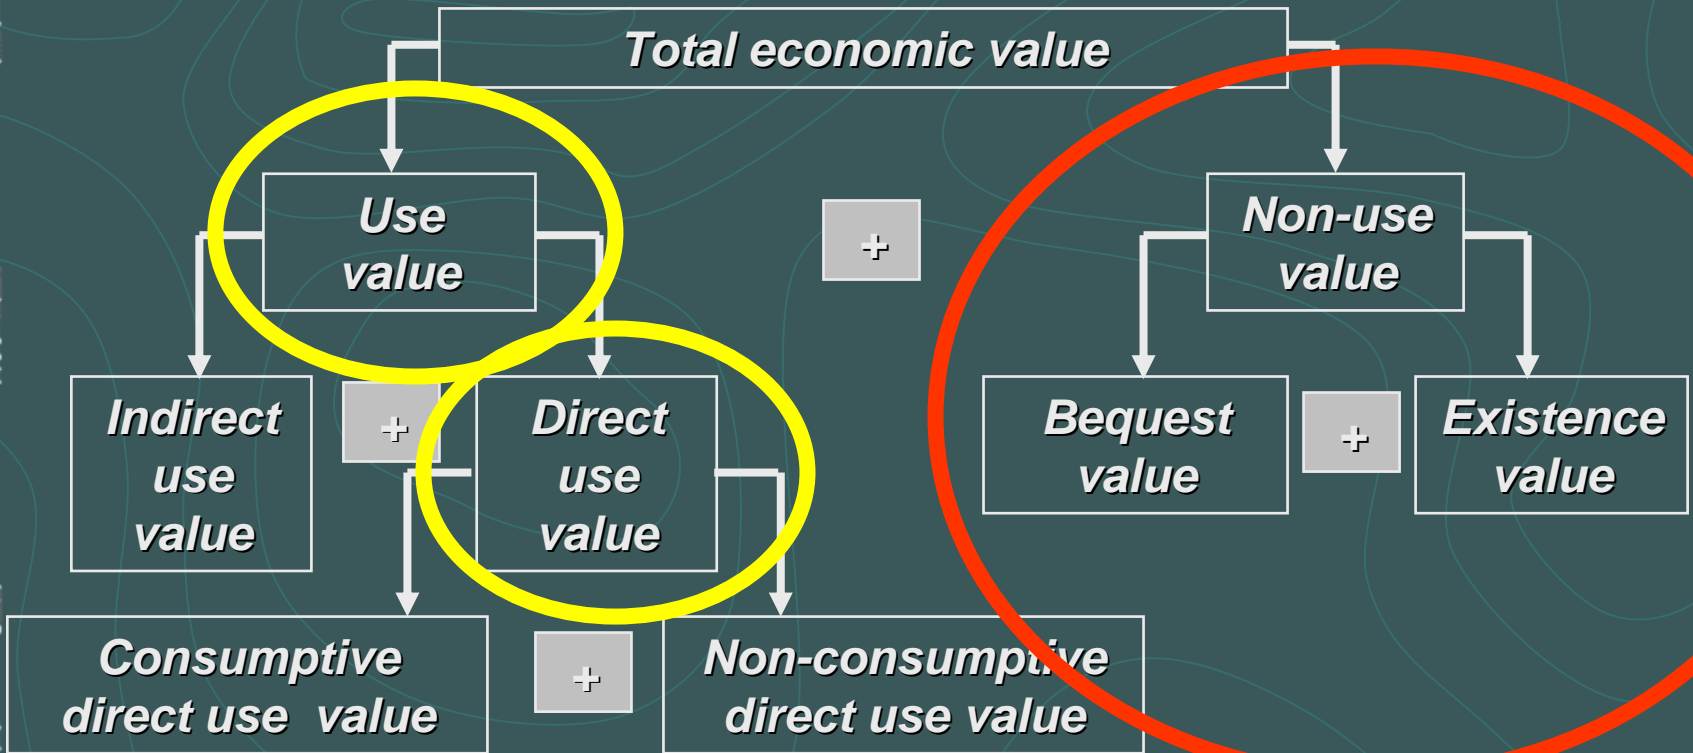 Total economic value
Use
value
+
Non-use
value
Indirect
use
value
+
Direct
use
value
Bequest
value
+
Existence
value
Consumptive
direct use value
+
Non-consumptive
direct use value